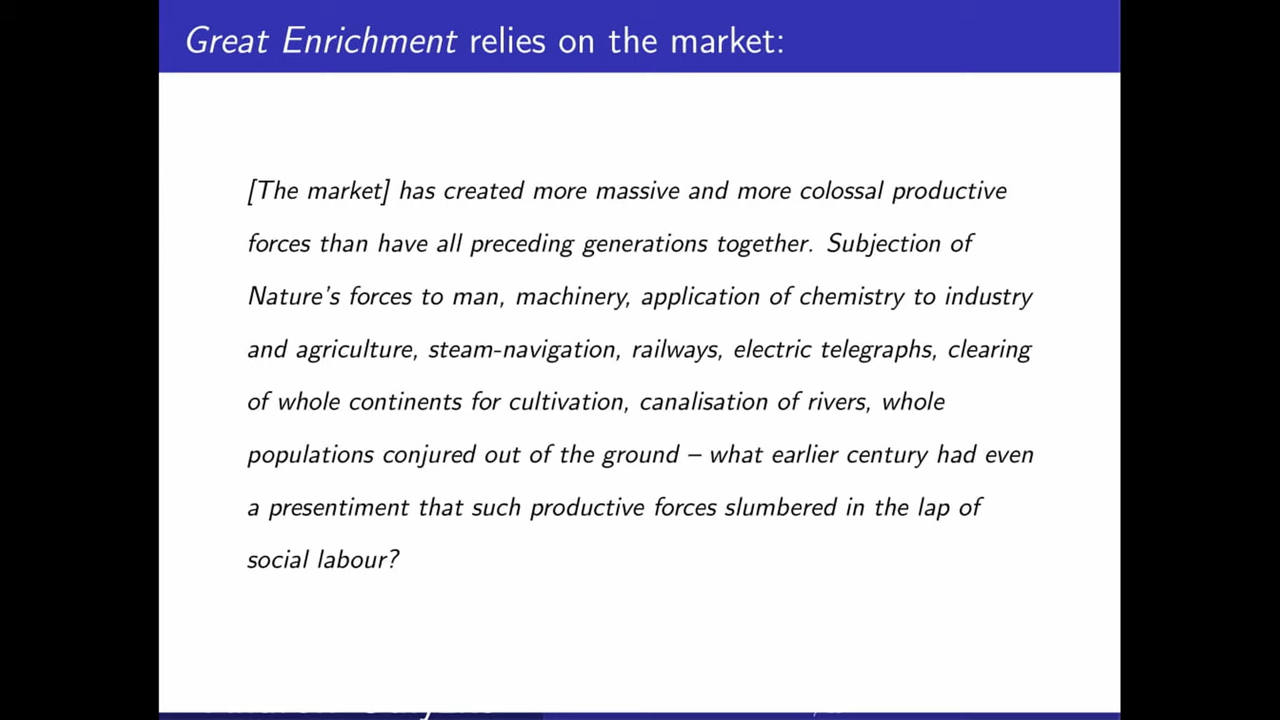 Great Enrichment relies on the market:
[The market] has created more massive and more colossal productive
forces than have all preceding generations together. Subjection of
Nature's forces to man, machinery, application of chemistry to industry
and agriculture, steam-navigation, railways, electric telegraphs, clearing
of whole continents for cultivation, canalisation of rivers, whole
populations conjured out of the ground – what earlier century had even
a presentiment that such productive forces slumbered in the lap of
social labour?